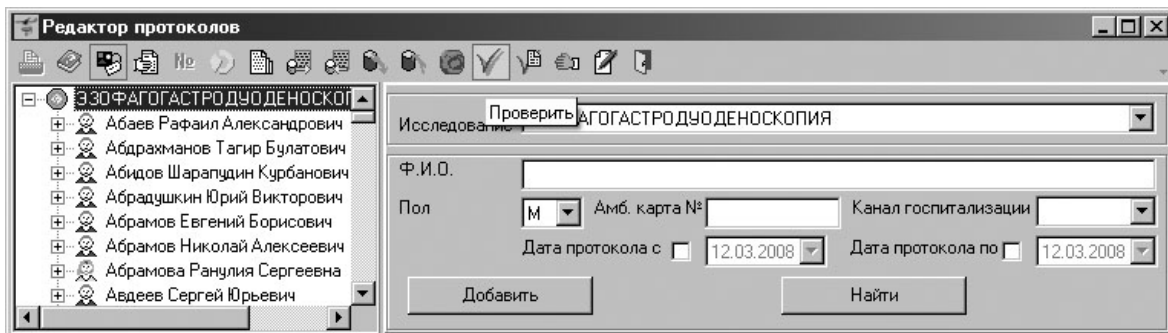 Редактор протоколов
№
ЭЗОФАГОГАСТРОДУОДЕНОСКОГ
Абаев Рафаил Александрович
Абдрахманов Тагир Булатович
Абидов Шарапудин Курбанович
Абрадушкин Юрий Викторович
Абрамов Евгений Борисович
Абрамов Николай Алексеевич
Абрамова Ранулия Сергеевна
Авдеев Сергей Юрьевич
Проверить
Исследование АГОГАСТРОДУОДЕНОСКОПИЯ
Ф.И.О.
Пол М Амб. карта № Канал госпитализации
Дата протокола с 12.03.2008 Дата протокола по 12.03.2008
Добавить Найти